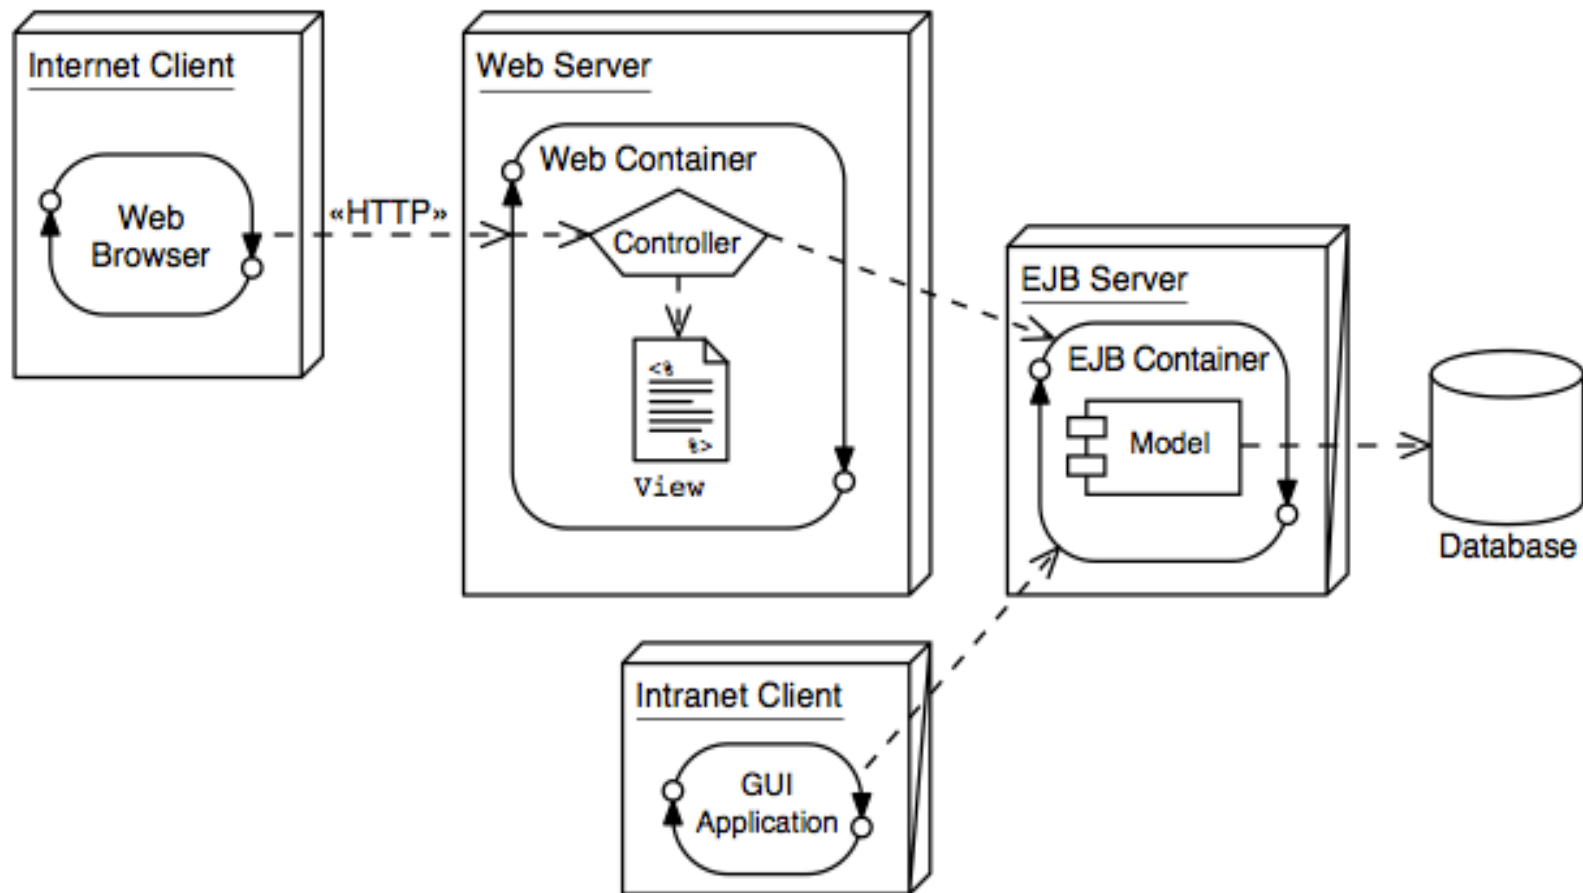 Internet Client
Web
Browser
«HTTP»
Web Server
Web Container
Controller
<%
%>
View
EJB Server
EJB Container
Model
Database
Intranet Client
GUI
Application